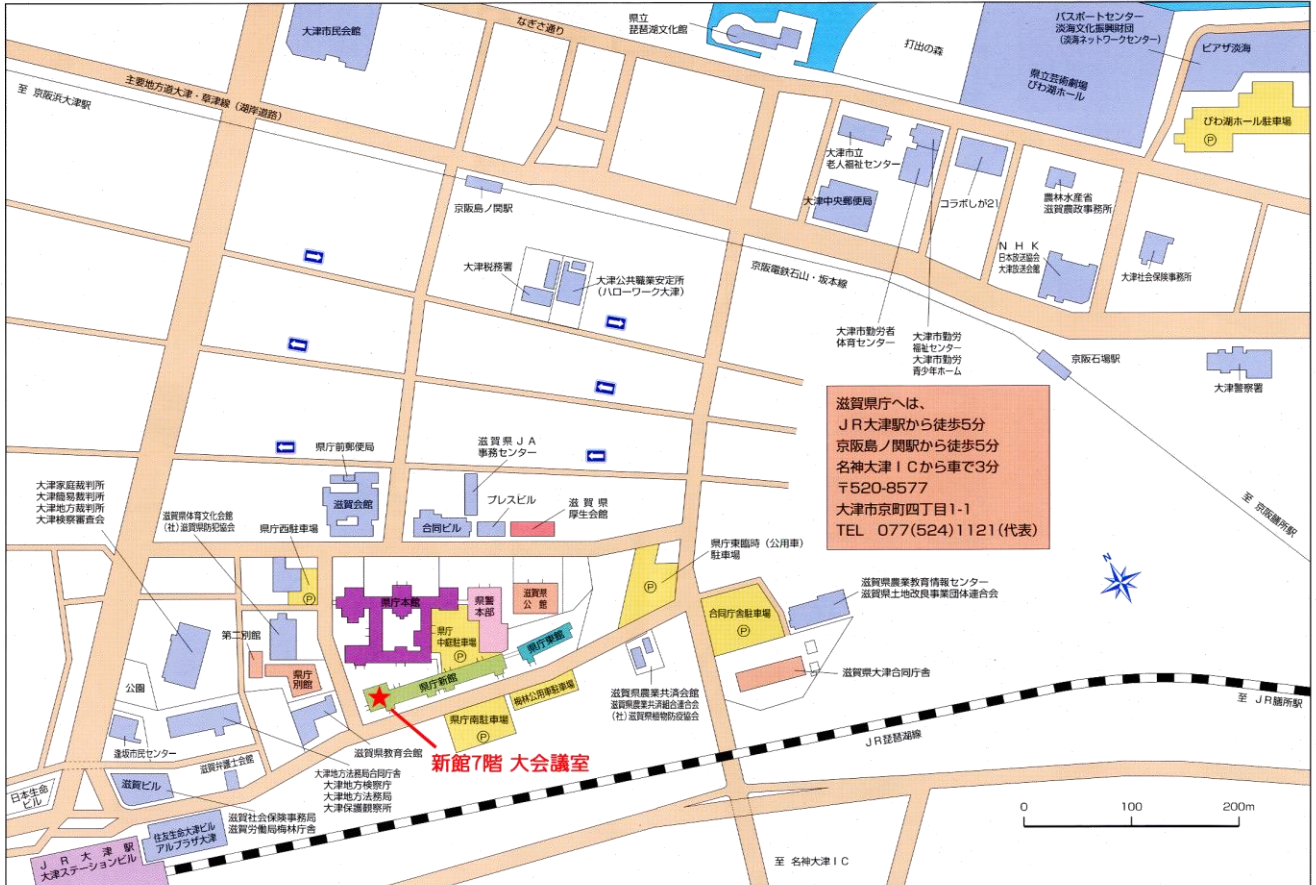 大津市民会館
なぎさ通り
県立
琵琶湖文化館
打出の森
パスポートセンター
淡海文化振興財団
(淡海ネットワークセンター)
ピアザ淡海
県立芸術劇場
びわ湖ホール
びわ湖ホール駐車場
P
至 京阪浜大津駅
主要地方道大津・草津線(湖岸道路)
京阪島ノ関駅
大津市立
老人福祉センター
大津中央郵便局
コラボしが21
農林水産省
滋賀農政事務所
NHK
日本放送協会
大津放送会館
大津社会保険事務所
大津税務署
大津公共職業安定所
(ハローワーク大津)
京阪電鉄石山・坂本線
大津市勤労者
体育センター
大津市勤労
福祉センター
大津市勤労
青少年ホーム
京阪石場駅
大津警察署
滋賀県庁へは、
JR大津駅から徒歩5分
京阪島ノ関駅から徒歩5分
名神大津ICから車で3分
〒520-8577
大津市京町四丁目1-1
TEL 077(524)1121(代表)
至 京阪膳所駅
県庁前郵便局
滋賀会館
滋賀県JA
事務センター
合同ビル
プレスビル
滋賀県
厚生会館
大津家庭裁判所
大津簡易裁判所
大津地方裁判所
大津検察審査会
滋賀県体育文化会館
(社)滋賀県防犯協会
県庁西駐車場
P
県庁東臨時(公用車)
駐車場
P
N
県庁本館
県警
本部
滋賀県
公館
県庁
中庭駐車場
P
県庁東館
県庁新館
合同庁舎駐車場
P
滋賀県農業教育情報センター
滋賀県土地改良事業団体連合会
滋賀県大津合同庁舎
第二別館
県庁
別館
公園
逢坂市民センター
滋賀弁護士会館
滋賀県教育会館
県庁南駐車場
P
梅林公用車駐車場
滋賀県農業共済会館
滋賀県農業共済組合連合会
(社)滋賀県植物防疫協会
新館7階 大会議室
JR琵琶湖線
至 JR膳所駅
大津地方法務局合同庁舎
大津地方検察庁
大津地方法務局
大津保護観察所
日本生命
ビル
滋賀ビル
滋賀社会保険事務局
滋賀労働局梅林庁舎
住友生命大津ビル
アルプラザ大津
JR大津駅
大津ステーションビル
至 名神大津IC
0 100 200m